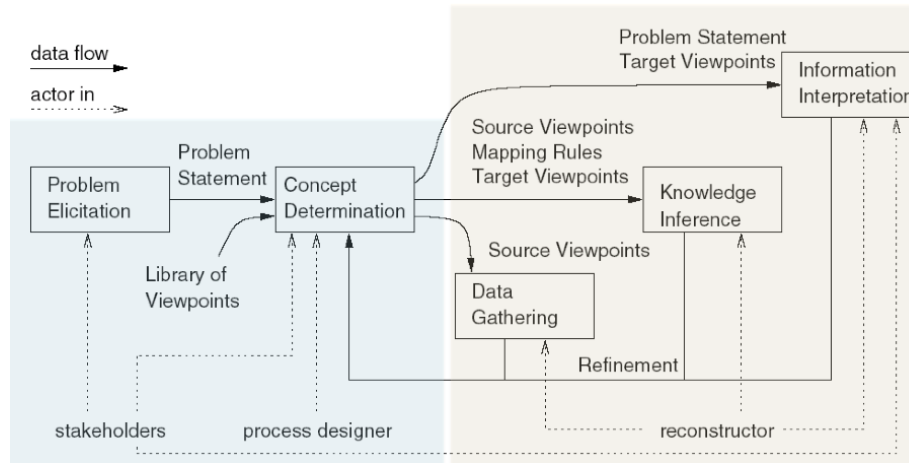 data flow
actor in
Problem Statement
Target Viewpoints
Information
Interpretation
Problem
Elicitation
Problem
Statement
Concept
Determination
Source Viewpoints
Mapping Rules
Target Viewpoints
Knowledge
Inference
Library of
Viewpoints
Source Viewpoints
Data
Gathering
Refinement
stakeholders
process designer
reconstructor